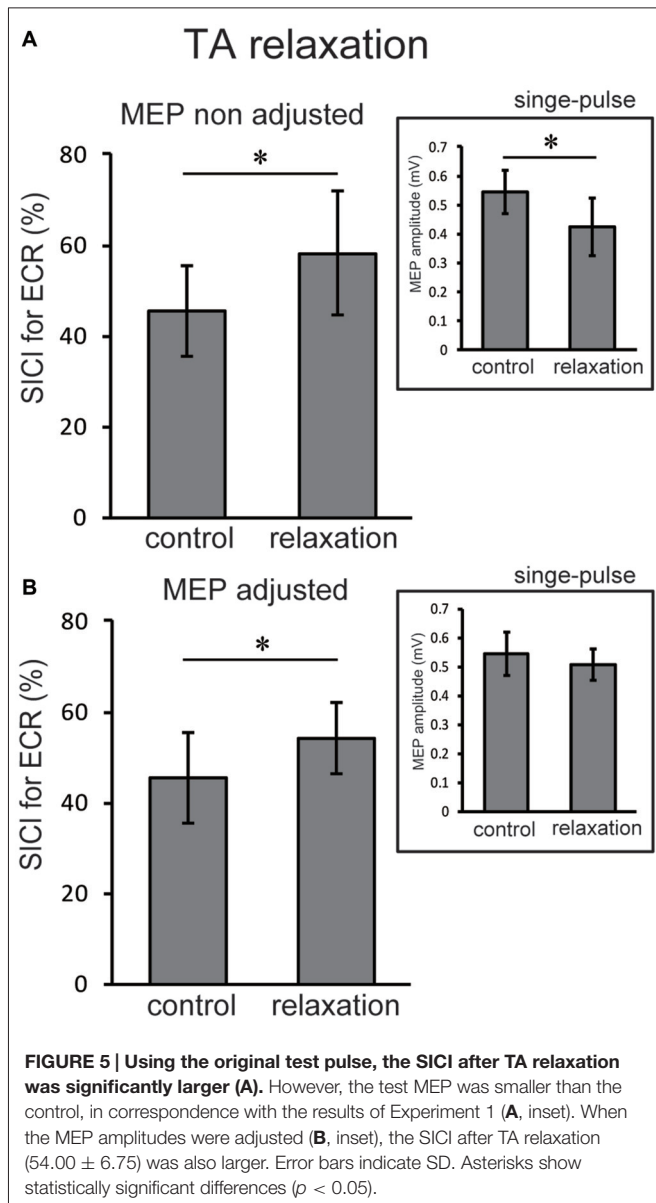 A
TA relaxation
MEP non adjusted
singe-pulse
SICI for ECR (%)
80
60
40
20
0
control relaxation
*
MEP amplitude (mV)
0.7
0.6
0.5
0.4
0.3
0.2
0.1
0
control relaxation
*
B
MEP adjusted
singe-pulse
SICI for ECR (%)
80
60
40
20
0
control relaxation
*
MEP amplitude (mV)
0.7
0.6
0.5
0.4
0.3
0.2
0.1
0
control relaxation
FIGURE 5 | Using the original test pulse, the SICI after TA relaxation
was significantly larger (A). However, the test MEP was smaller than the
control, in correspondence with the results of Experiment 1 (A, inset). When
the MEP amplitudes were adjusted (B, inset), the SICI after TA relaxation
(54.00 ± 6.75) was also larger. Error bars indicate SD. Asterisks show
statistically significant differences (p < 0.05).